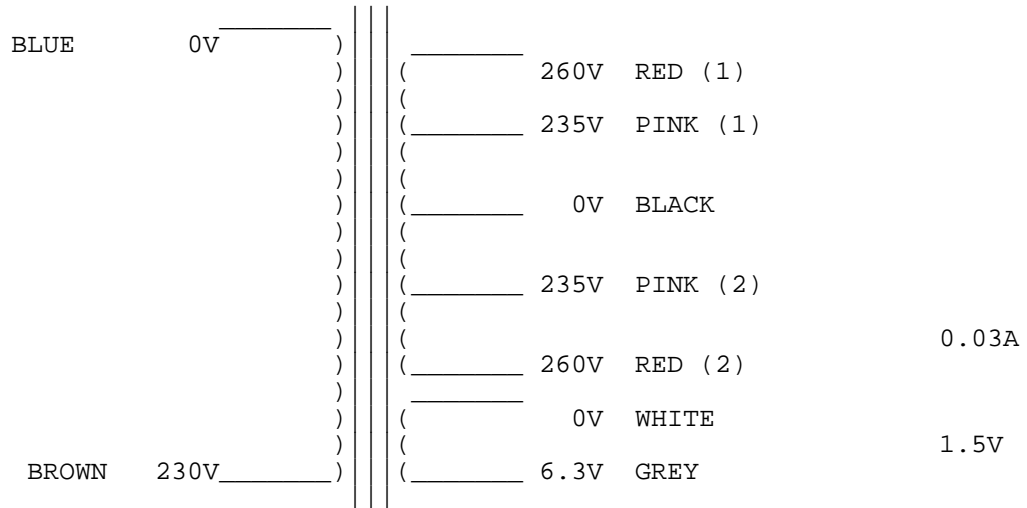 BLUE 0V
260V RED (1)
235V PINK (1)
0V BLACK
235V PINK (2)
0.03A
260V RED (2)
0V WHITE
1.5V
BROWN 230V 6.3V GREY